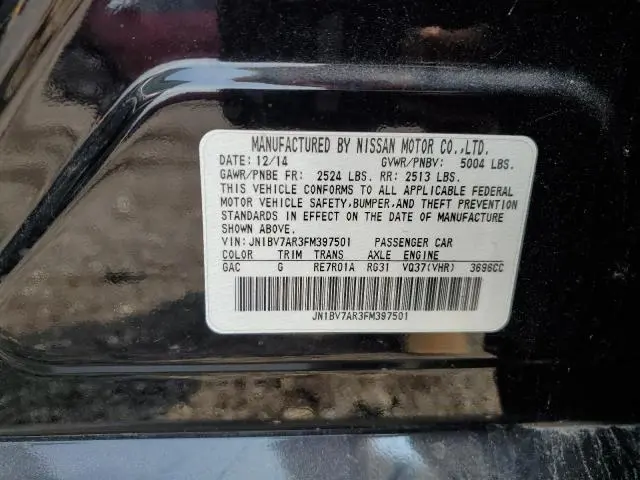 MANUFACTURED BY NISSAN MOTOR CO.,LTD.
DATE: 12/14 GVWR/PNBV: 5004 LBS.
GAWR/PNBE FR: 2524 LBS. RR: 2513 LBS.
THIS VEHICLE CONFORMS TO ALL APPLICABLE FEDERAL
MOTOR VEHICLE SAFETY,BUMPER,AND THEFT PREVENTION
STANDARDS IN EFFECT ON THE DATE OF MANUFACTURE
SHOWN ABOVE.
VIN:JN1BV7AR3FM397501 PASSENGER CAR
COLOR TRIM TRANS AXLE ENGINE
GAC G RE7R01A RG31 VQ37(VHR) 3696CC
JN1BV7AR3FM397501